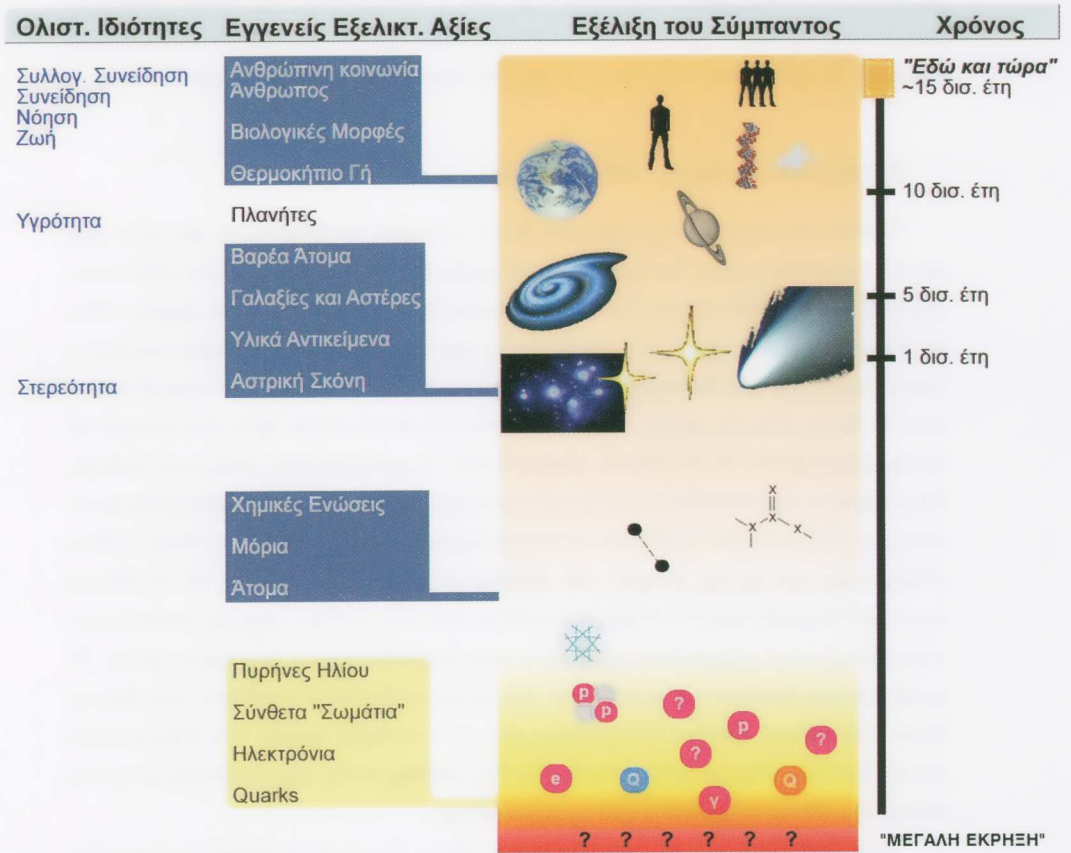 Ολιστ. Ιδιότητες
Εγγενείς Εξελικτ. Αξίες
Εξέλιξη του Σύμπαντος
Χρόνος
Συλλογ. Συνείδηση
Συνείδηση
Νόηση
Ζωή
Υγρότητα
Στερεότητα
Ανθρώπινη κοινωνία
Άνθρωπος
Βιολογικές Μορφές
Θερμοκήπιο Γή
Πλανήτες
Βαρέα Άτομα
Γαλαξίες και Αστέρες
Υλικά Αντικείμενα
Αστρική Σκόνη
Χημικές Ενώσεις
Μόρια
Άτομα
Πυρήνες Ηλίου
Σύνθετα "Σωμάτια"
Ηλεκτρόνια
Quarks
x
x x x
p
p
?
p
?
?
e
Q
Q
γ
? ? ? ? ? ?
"Εδώ και τώρα"
~15 δισ. έτη
10 δισ. έτη
5 δισ. έτη
1 δισ. έτη
"ΜΕΓΑΛΗ ΕΚΡΗΞΗ"